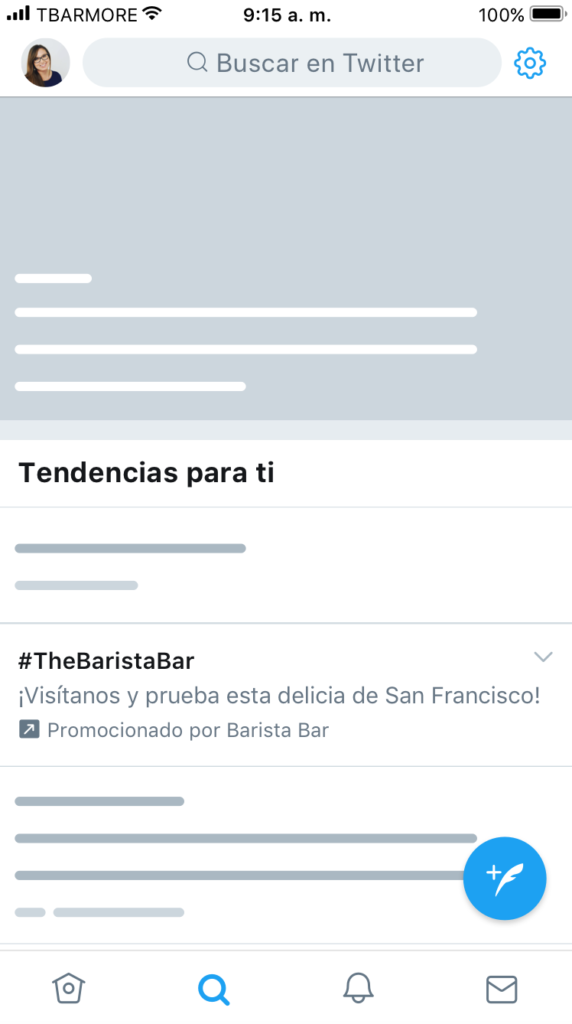 TBARMORE 9:15 a. m. 100%
Buscar en Twitter
Tendencias para ti
#TheBaristaBar
¡Visítanos y prueba esta delicia de San Francisco!
Promocionado por Barista Bar